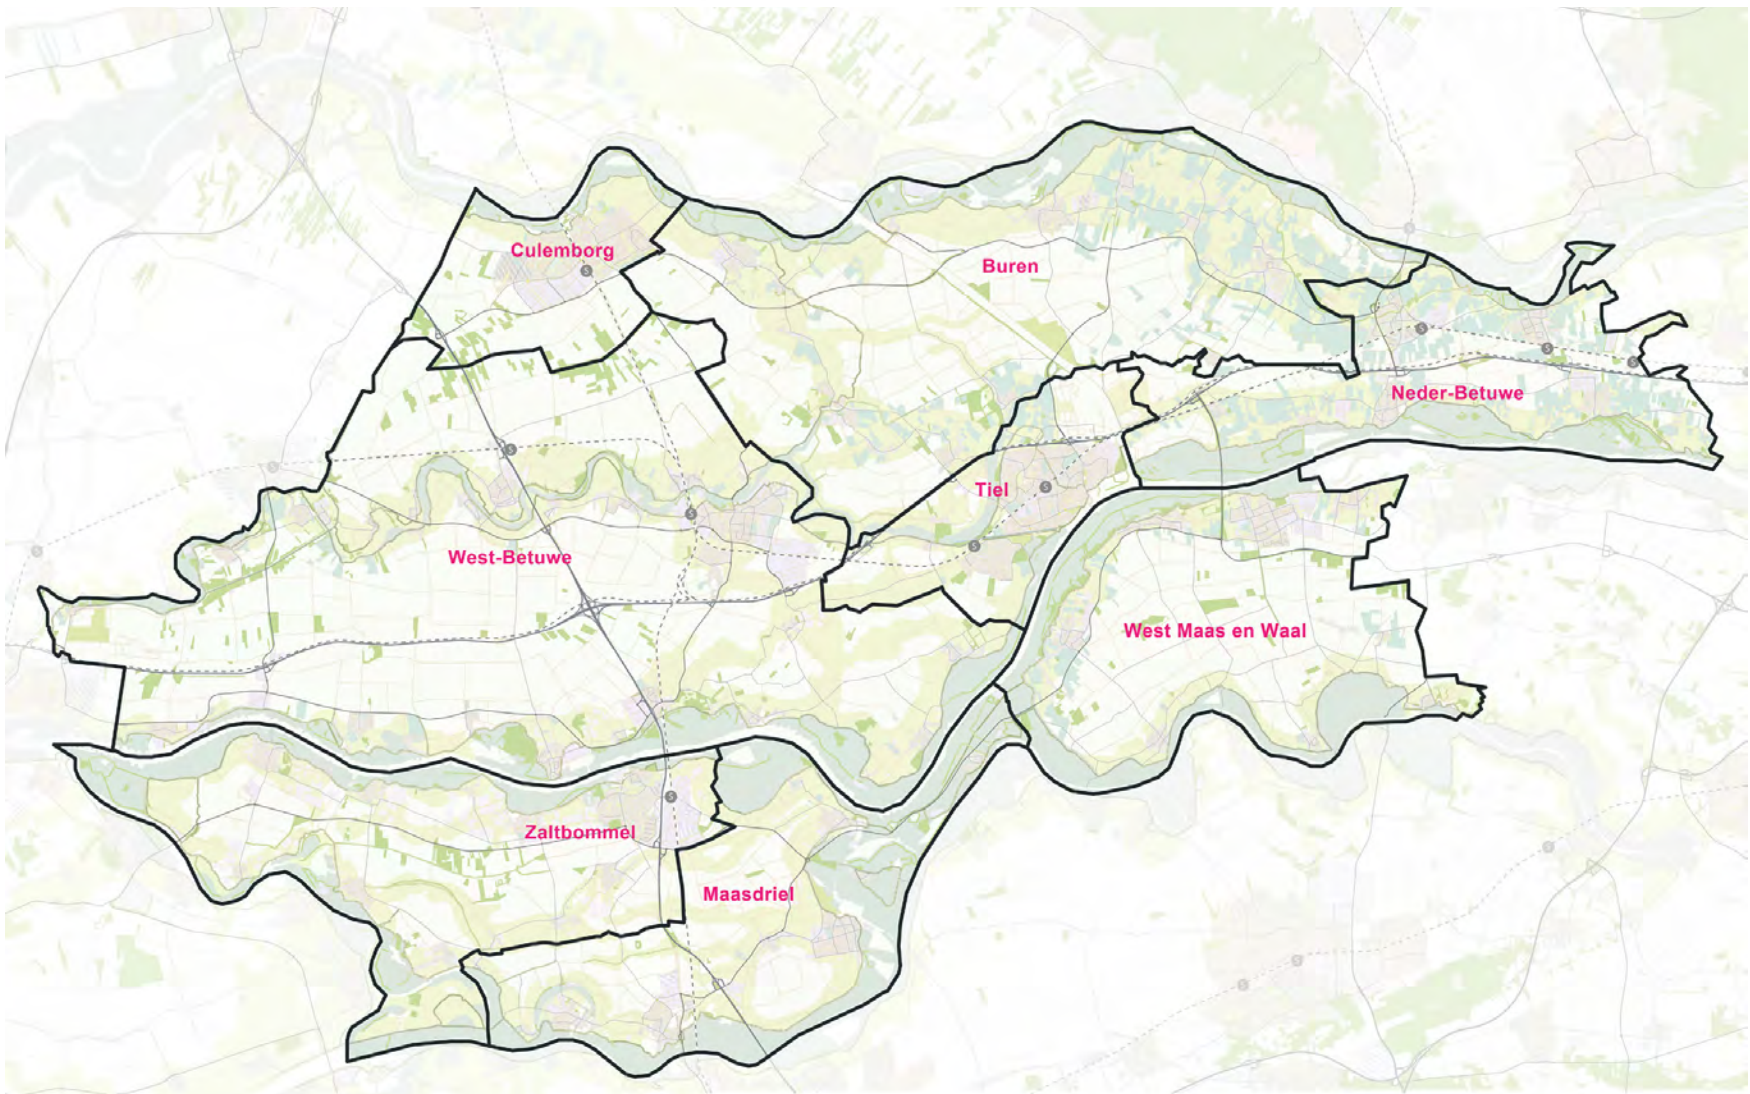 Culemborg
Buren
Neder-Betuwe
Tiel
West-Betuwe
West Maas en Waal
Zaltbommel
Maasdriel